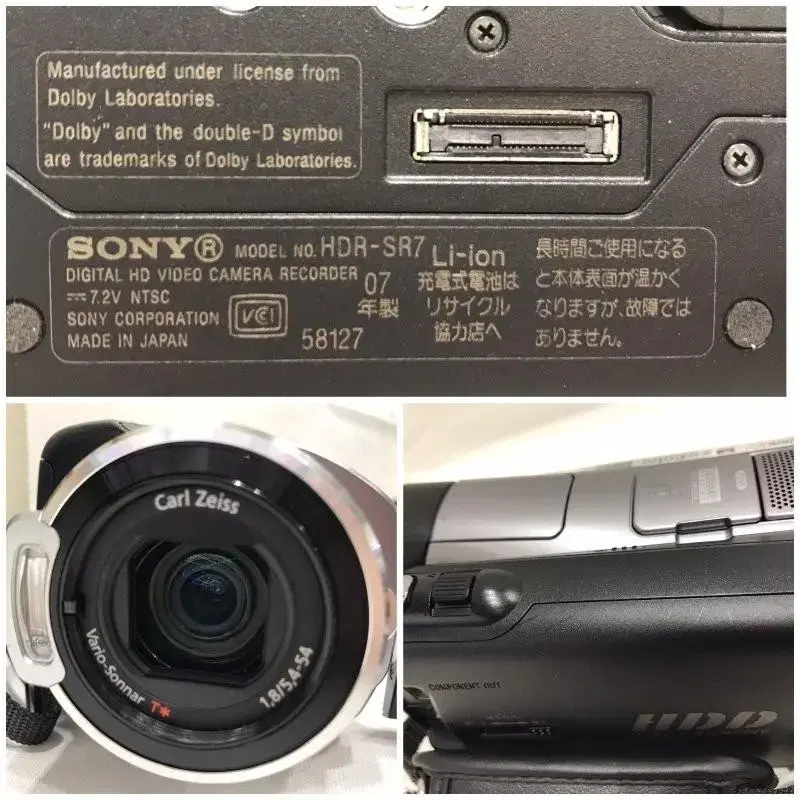 Manufactured under license from
Dolby Laboratories.
"Dolby" and the double-D symbol
are trademarks of Dolby Laboratories.
SONY® MODEL NO. HDR-SR7
DIGITAL HD VIDEO CAMERA RECORDER
⎓7.2V NTSC
SONY CORPORATION
MADE IN JAPAN
VCI
07
年製
58127
Li-ion
充電式電池は
リサイクル
協力店へ
長時間ご使用になる
と本体表面が温かく
なりますが、故障では
ありません。
Carl Zeiss
Vario-Sonnar T*
1,8/5,4-54
COMPONENT OUT
HDD